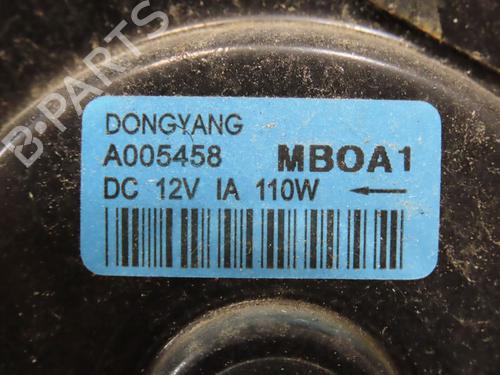 B-PARTS
DONGYANG
A005458 MBOA1
DC 12V IA 110W ←